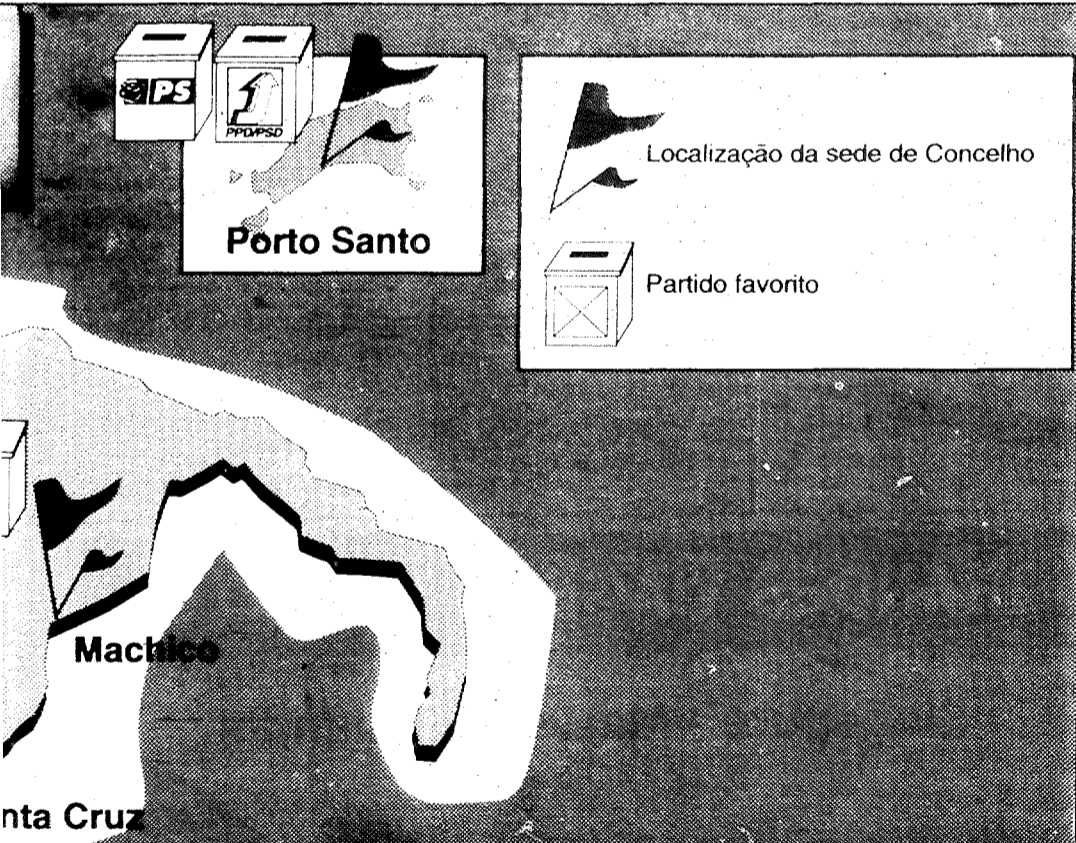 PS
PPD/PSD
Porto Santo
Localização da sede de Concelho
Partido favorito
Machico
nta Cruz